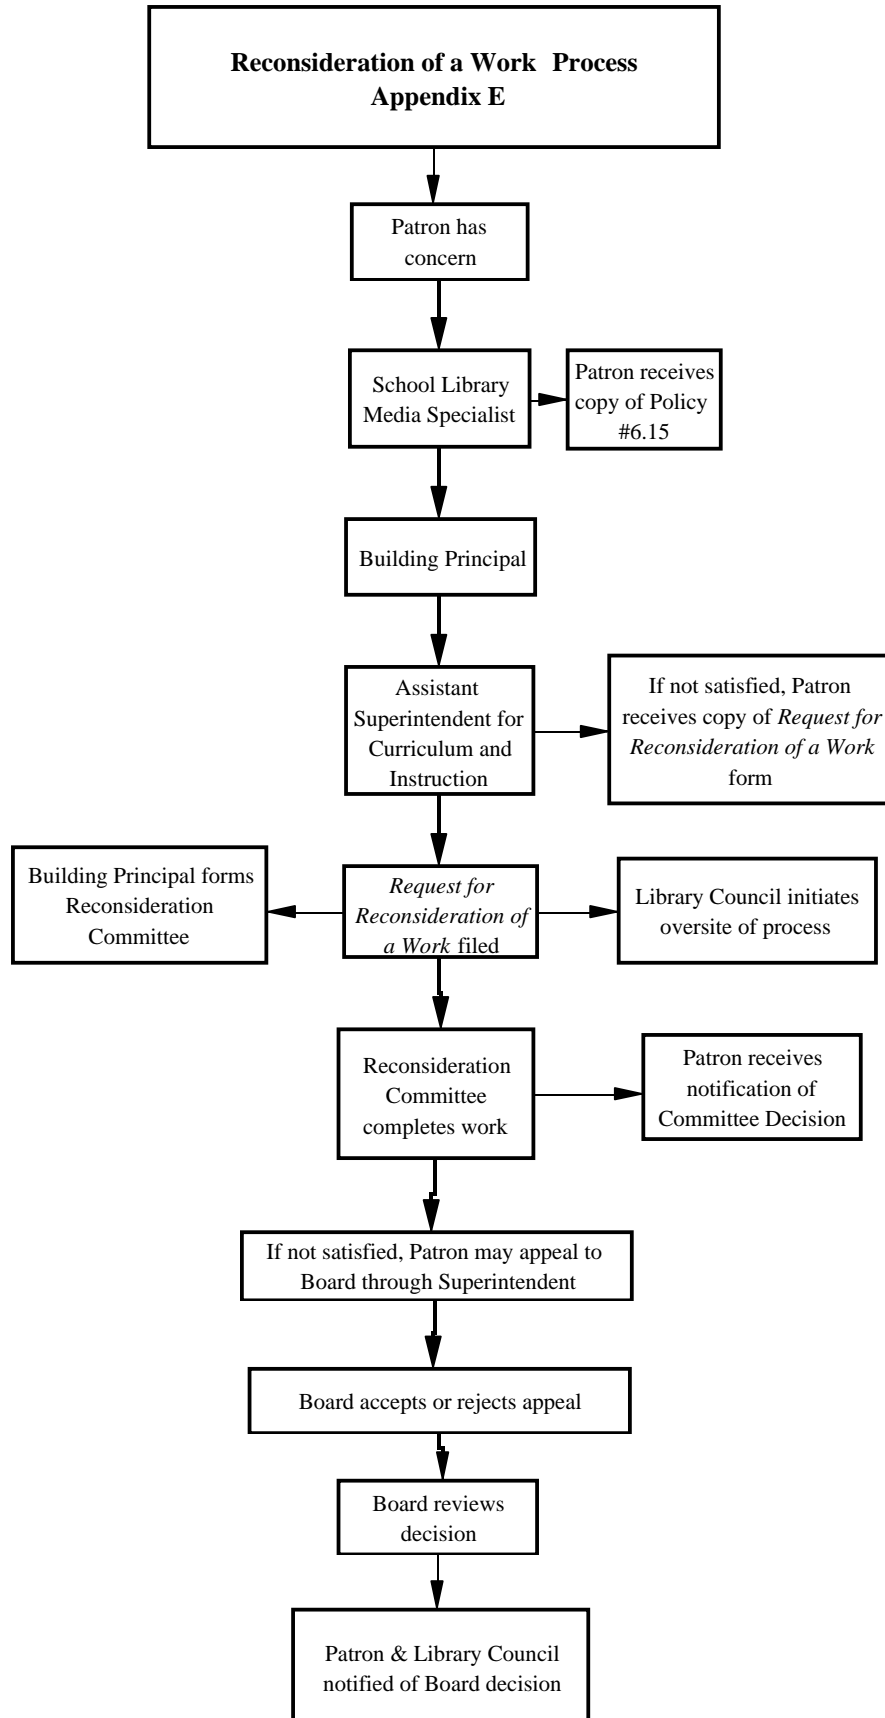 Reconsideration of a Work Process
Appendix E
Patron has
concern
School Library
Media Specialist
Patron receives
copy of Policy
#6.15
Building Principal
Assistant
Superintendent for
Curriculum and
Instruction
If not satisfied, Patron
receives copy of Request for
Reconsideration of a Work
form
Building Principal forms
Reconsideration
Committee
Request for
Reconsideration of
a Work filed
Library Council initiates
oversite of process
Reconsideration
Committee
completes work
Patron receives
notification of
Committee Decision
If not satisfied, Patron may appeal to
Board through Superintendent
Board accepts or rejects appeal
Board reviews
decision
Patron & Library Council
notified of Board decision